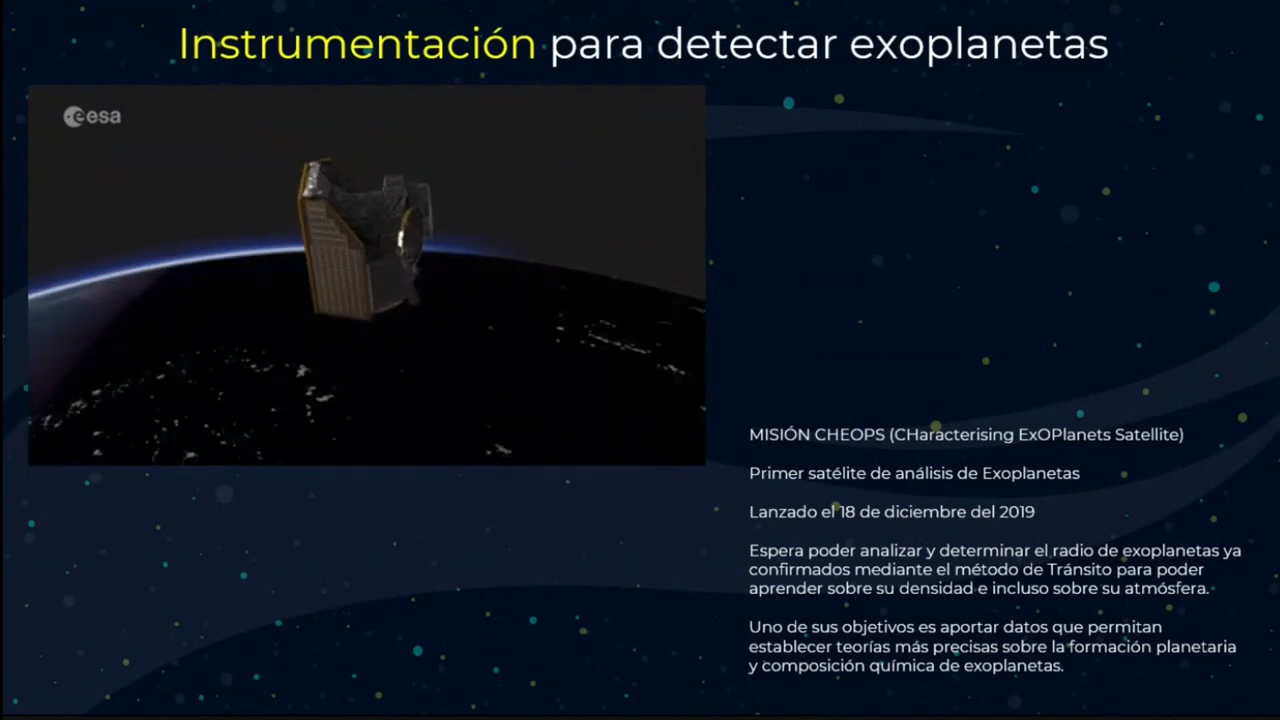 Instrumentación para detectar exoplanetas
esa
MISIÓN CHEOPS (CHaracterising ExOPlanets Satellite)
Primer satélite de análisis de Exoplanetas
Lanzado el 18 de diciembre del 2019
Espera poder analizar y determinar el radio de exoplanetas ya
confirmados mediante el método de Tránsito para poder
aprender sobre su densidad e incluso sobre su atmósfera.
Uno de sus objetivos es aportar datos que permitan
establecer teorías más precisas sobre la formación planetaria
y composición química de exoplanetas.